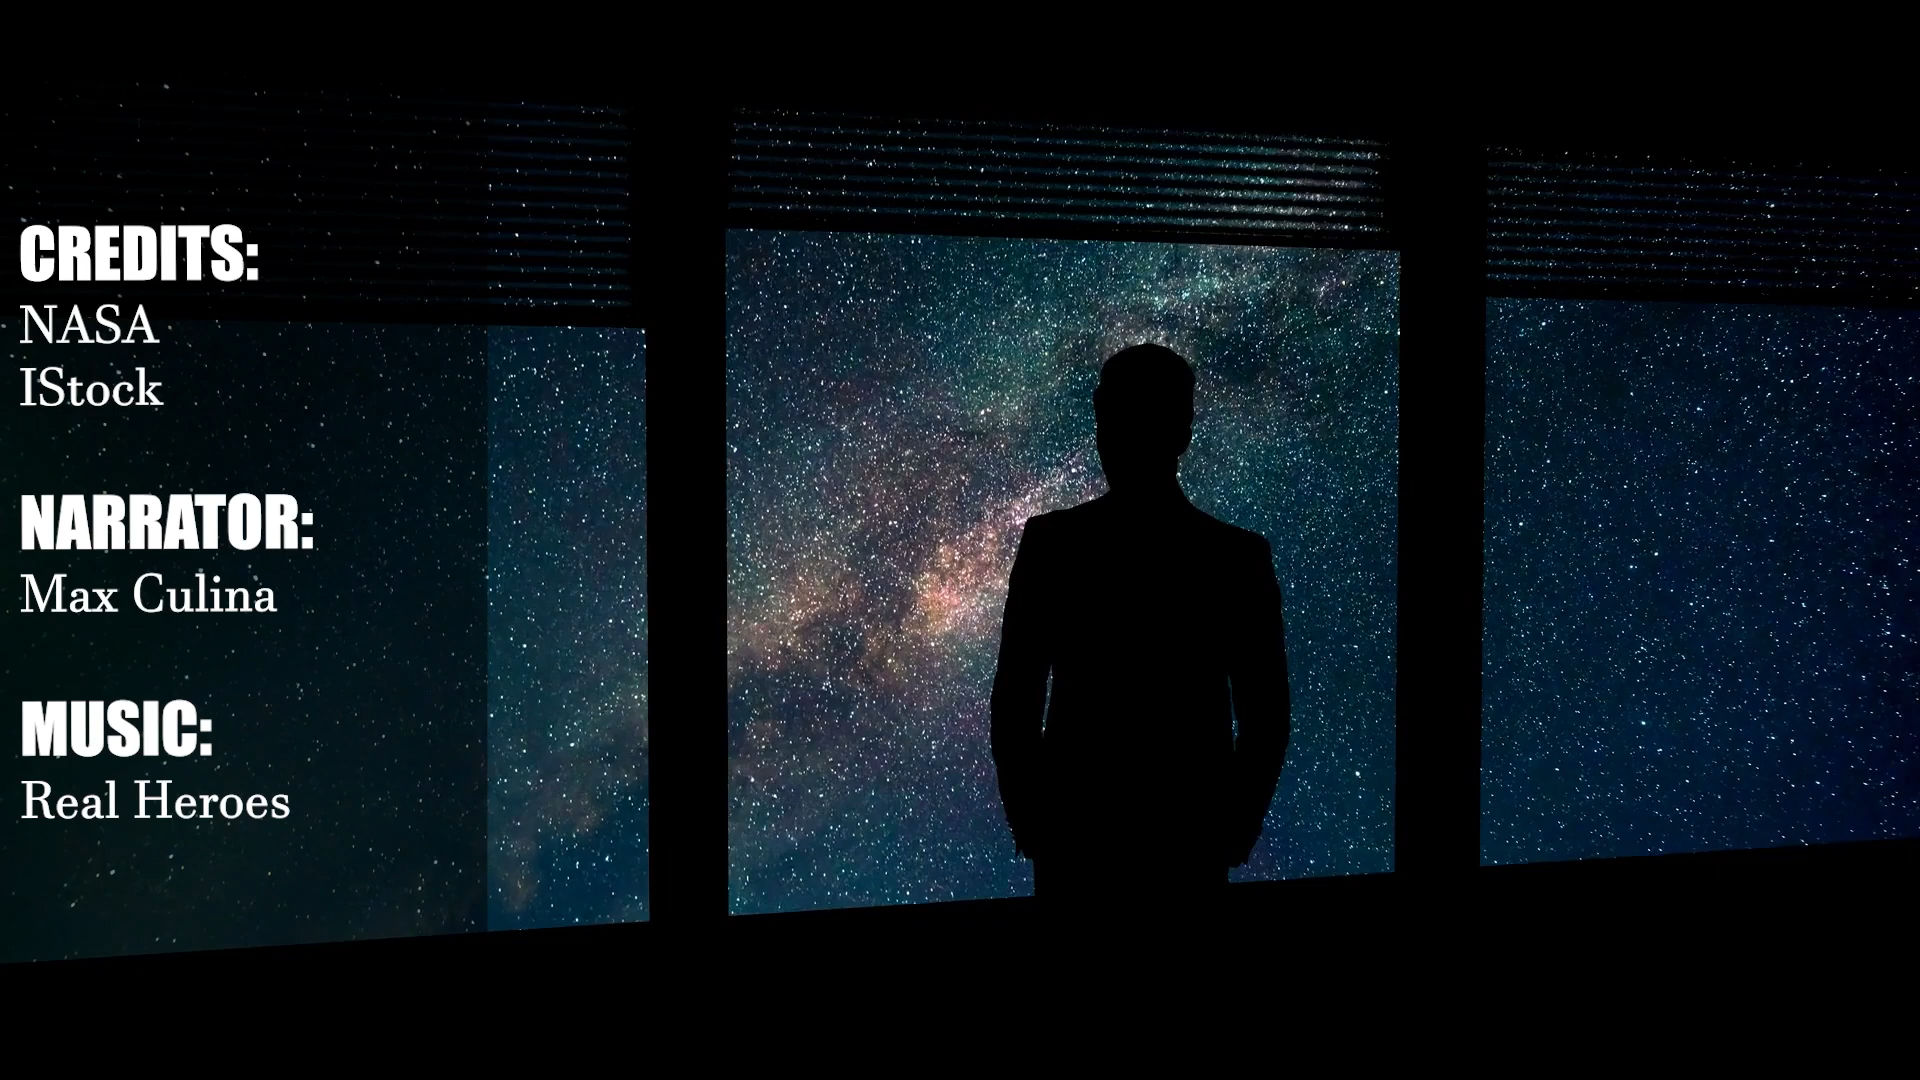 CREDITS:
NASA
IStock
NARRATOR:
Max Culina
MUSIC:
Real Heroes